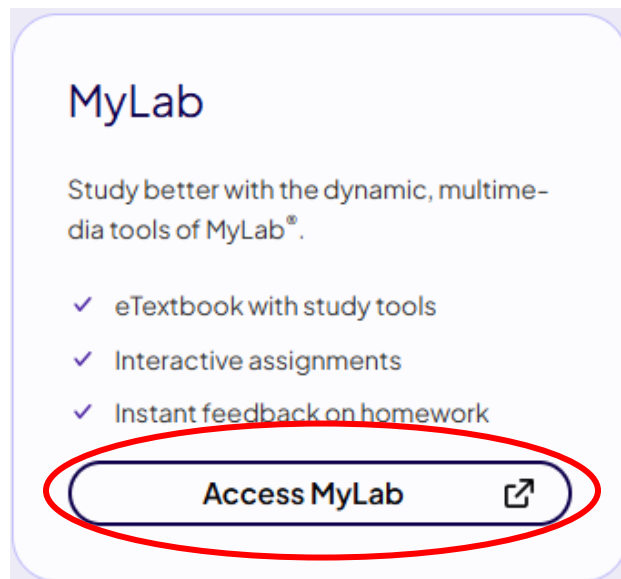 MyLab
Study better with the dynamic, multime-
dia tools of MyLab®.
eTextbook with study tools
Interactive assignments
Instant feedback on homework
Access MyLab